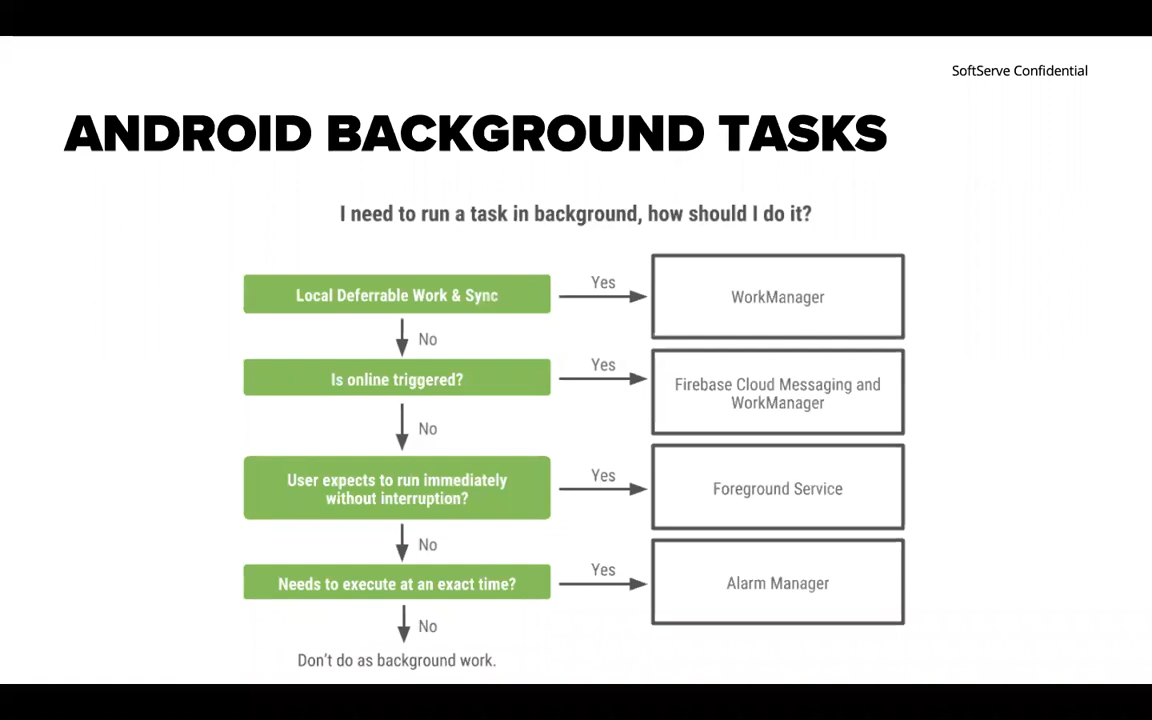 SoftServe Confidential
ANDROID BACKGROUND TASKS
I need to run a task in background, how should I do it?
Local Deferrable Work & Sync
Yes
WorkManager
No
Is online triggered?
Yes
Firebase Cloud Messaging and
WorkManager
No
User expects to run immediately
without interruption?
Yes
Foreground Service
No
Needs to execute at an exact time?
Yes
Alarm Manager
No
Don't do as background work.